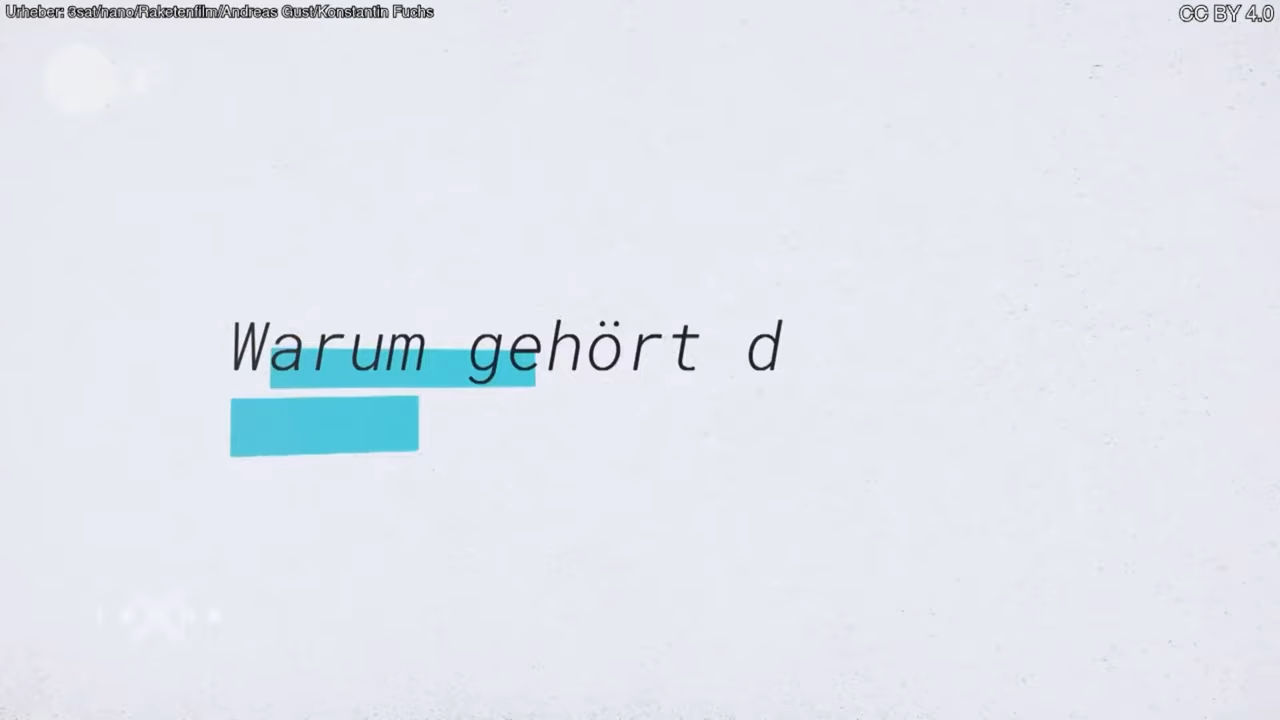 Urheber: 3sat/nano/Raketenfilm/Andreas Gust/Konstantin Fuchs
CC BY 4.0
Warum gehört d